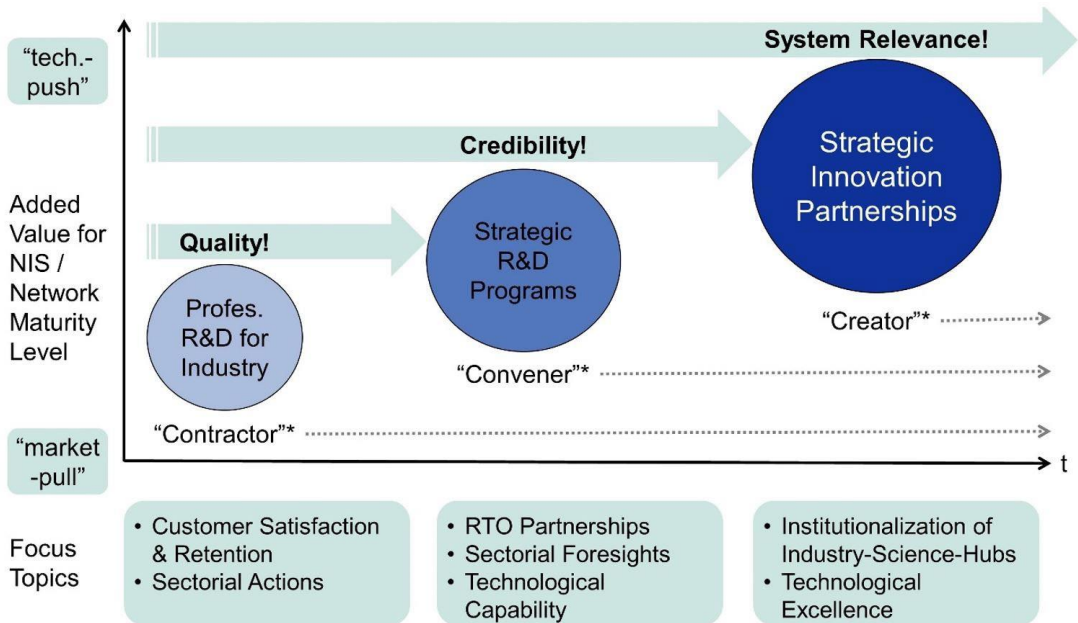 “tech.-
push”
System Relevance!
Credibility!
Strategic
Innovation
Partnerships
Added
Value for
NIS /
Network
Maturity
Level
Quality!
Strategic
R&D
Programs
Profes.
R&D for
Industry
“Creator”*
“Convener”*
“Contractor”*
“market
-pull”
t
Focus
Topics
• Customer Satisfaction
& Retention
• Sectorial Actions
• RTO Partnerships
• Sectorial Foresights
• Technological
Capability
• Institutionalization of
Industry-Science-Hubs
• Technological
Excellence